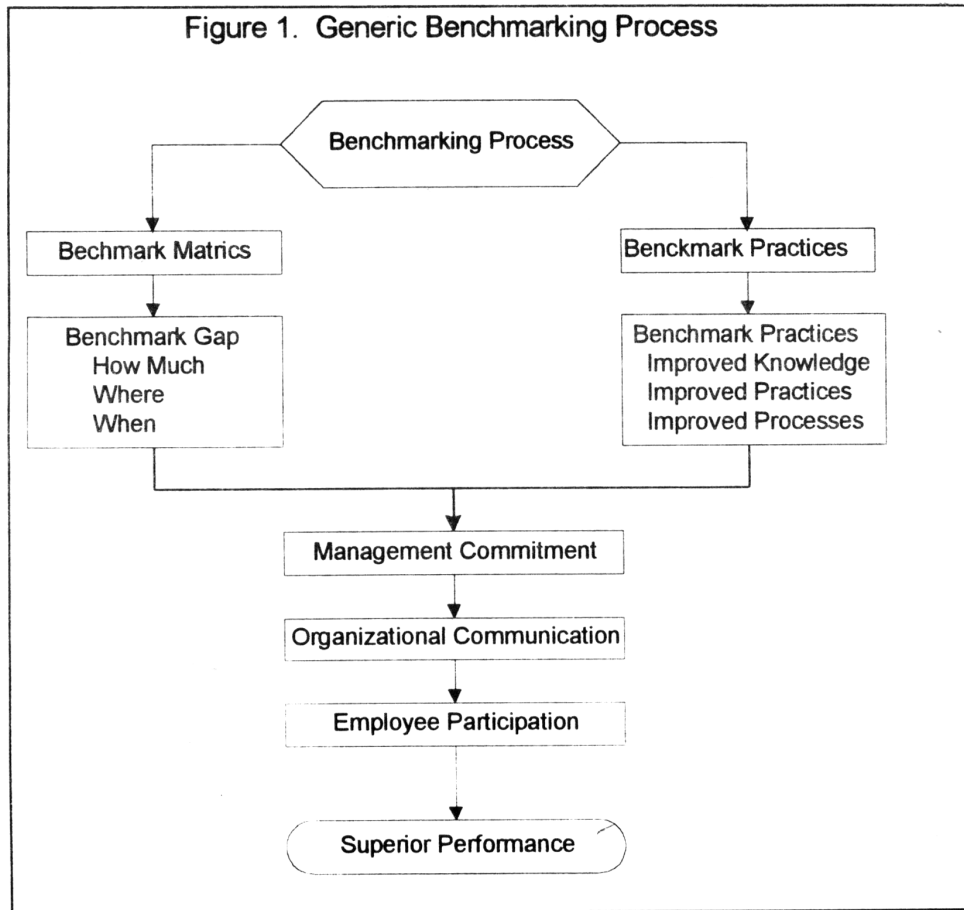 Figure 1. Generic Benchmarking Process
Benchmarking Process
Bechmark Matrics
Benckmark Practices
Benchmark Gap
How Much
Where
When
Benchmark Practices
Improved Knowledge
Improved Practices
Improved Processes
Management Commitment
Organizational Communication
Employee Participation
Superior Performance